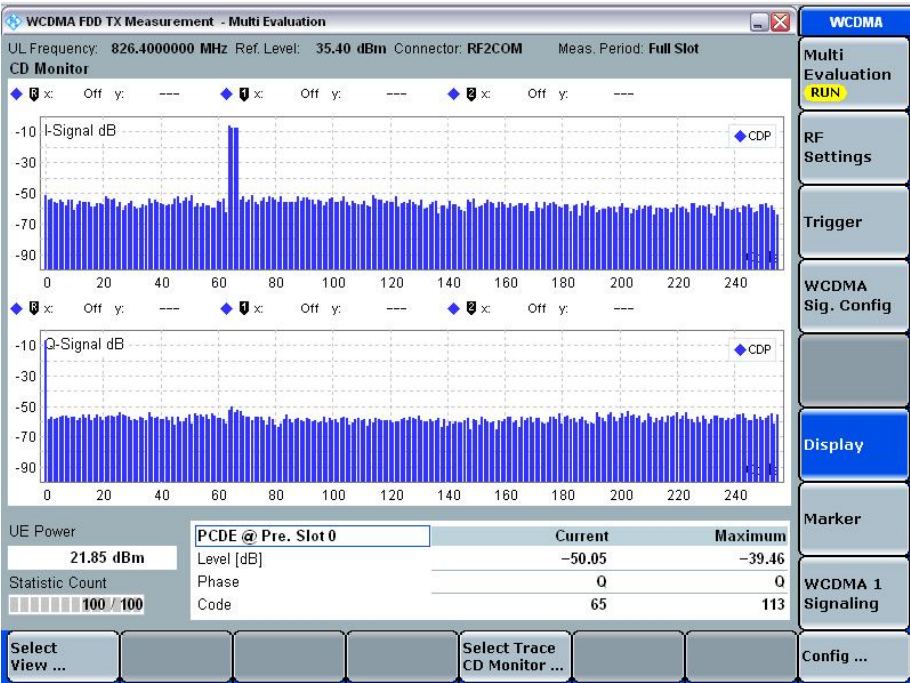 WCDMA FDD TX Measurement - Multi Evaluation
WCDMA
UL Frequency: 826.4000000 MHz Ref. Level: 35.40 dBm Connector: RF2COM Meas. Period: Full Slot
CD Monitor
Multi
Evaluation
RUN
R x: Off y: --- 1 x: Off y: --- 2 x: Off y: ---
I-Signal dB
CDP
-10
-30
-50
-70
-90
0 20 40 60 80 100 120 140 160 180 200 220 240
RF
Settings
Trigger
WCDMA
Sig. Config
R x: Off y: --- 1 x: Off y: --- 2 x: Off y: ---
Q-Signal dB
CDP
-10
-30
-50
-70
-90
0 20 40 60 80 100 120 140 160 180 200 220 240
Display
Marker
UE Power
21.85 dBm
Statistic Count
100 / 100
PCDE @ Pre. Slot 0 Current Maximum
Level [dB] -50.05 -39.46
Phase Q Q
Code 65 113
WCDMA 1
Signaling
Select
View ...
Select Trace
CD Monitor ...
Config ...